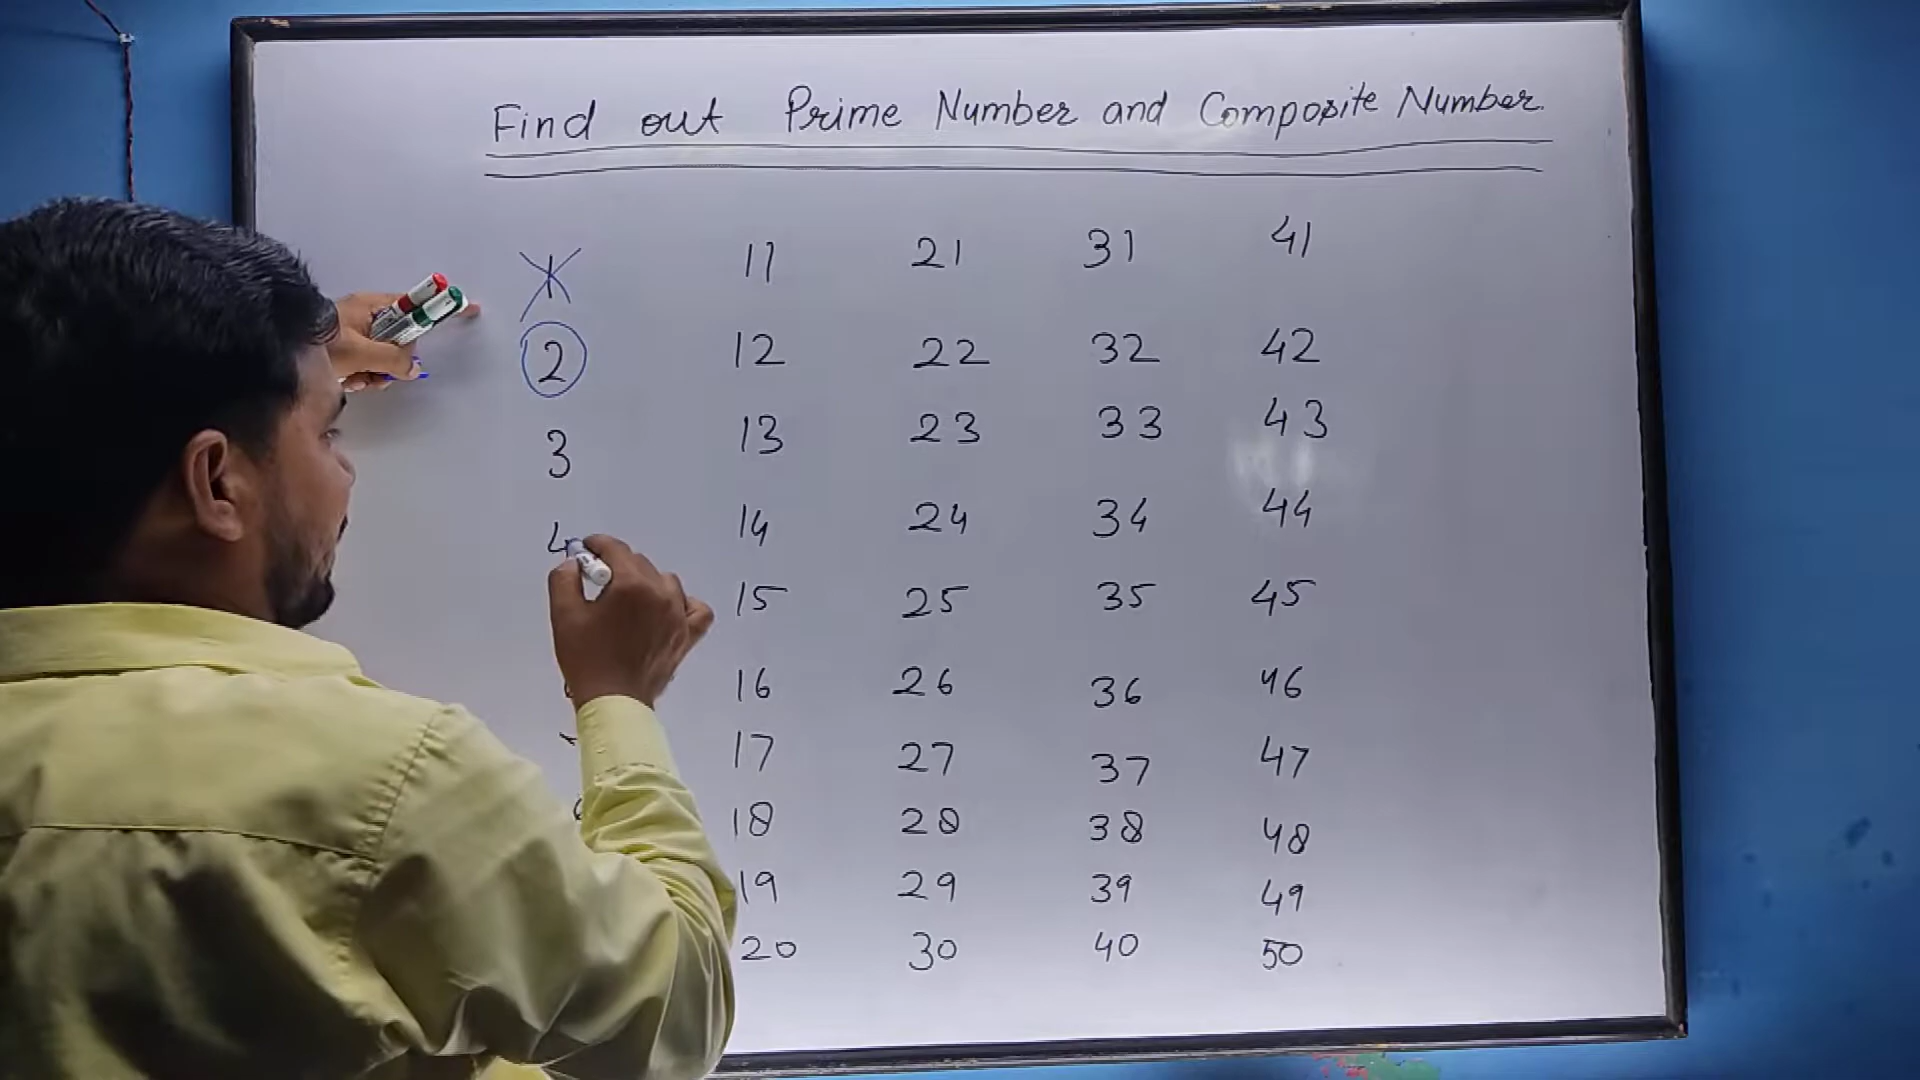 Find out Prime Number and Composite Number.
1 11 21 31 41
2 12 22 32 42
3 13 23 33 43
4 14 24 34 44
15 25 35 45
16 26 36 46
17 27 37 47
18 28 38 48
19 29 39 49
20 30 40 50